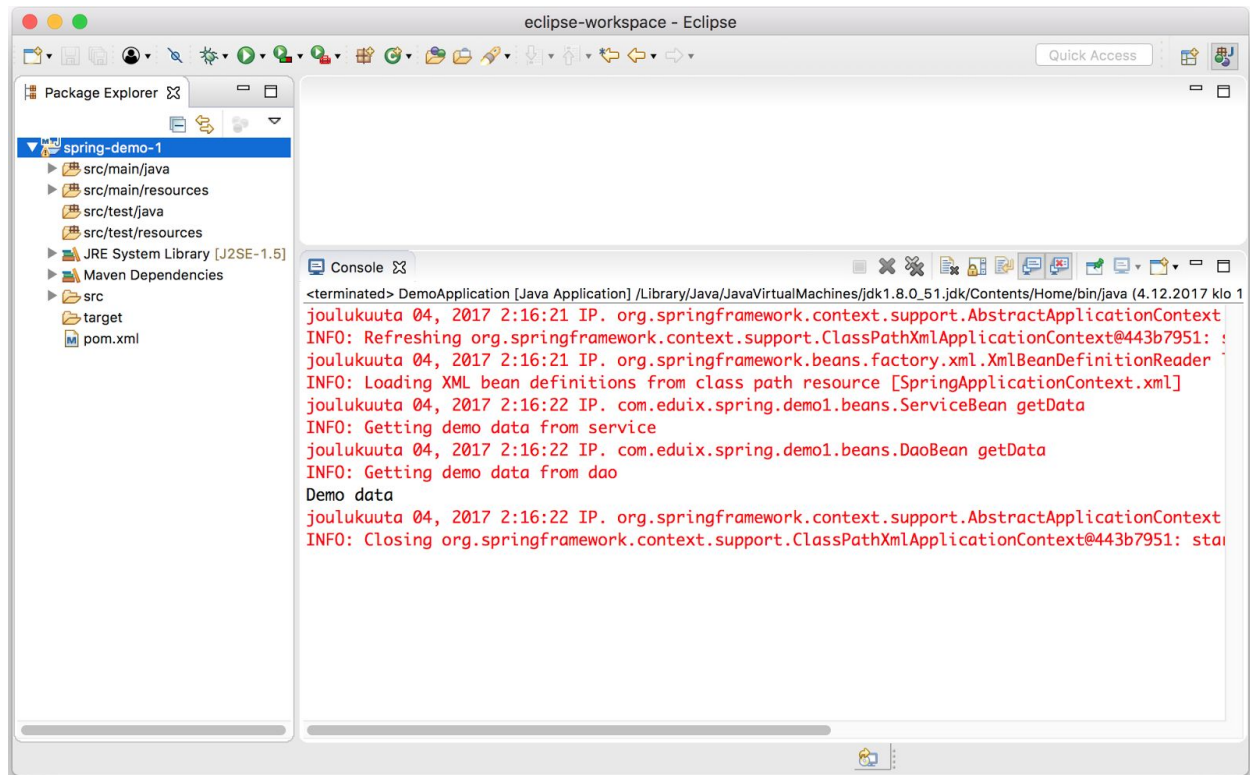 eclipse-workspace - Eclipse
Quick Access
Package Explorer
spring-demo-1
src/main/java
src/main/resources
src/test/java
src/test/resources
JRE System Library [J2SE-1.5]
Maven Dependencies
src
target
pom.xml
Console
<terminated> DemoApplication [Java Application] /Library/Java/JavaVirtualMachines/jdk1.8.0_51.jdk/Contents/Home/bin/java (4.12.2017 klo 1
joulukuuta 04, 2017 2:16:21 IP. org.springframework.context.support.AbstractApplicationContext
INFO: Refreshing org.springframework.context.support.ClassPathXmlApplicationContext@443b7951:
joulukuuta 04, 2017 2:16:21 IP. org.springframework.beans.factory.xml.XmlBeanDefinitionReader
INFO: Loading XML bean definitions from class path resource [SpringApplicationContext.xml]
joulukuuta 04, 2017 2:16:22 IP. com.eduix.spring.demo1.beans.ServiceBean getData
INFO: Getting demo data from service
joulukuuta 04, 2017 2:16:22 IP. com.eduix.spring.demo1.beans.DaoBean getData
INFO: Getting demo data from dao
Demo data
joulukuuta 04, 2017 2:16:22 IP. org.springframework.context.support.AbstractApplicationContext
INFO: Closing org.springframework.context.support.ClassPathXmlApplicationContext@443b7951: star